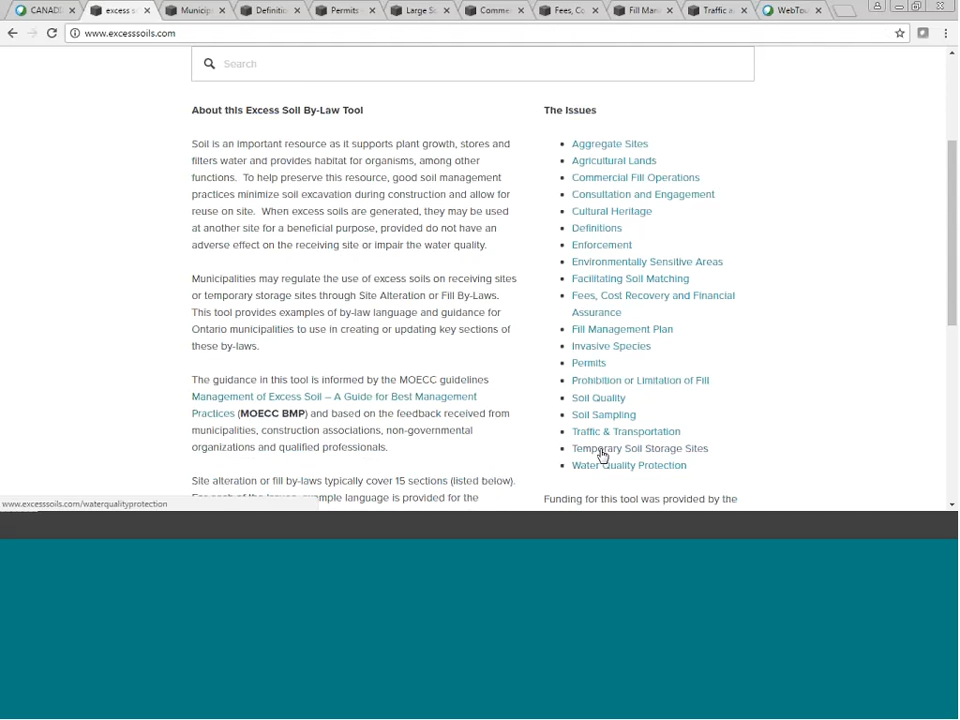 CANADI
excess s
Municip
Definitio
Permits
Large S
Comme
Fees, Co
Fill Man
Traffic a
WebTo
www.excesssoils.com
Search
About this Excess Soil By-Law Tool
Soil is an important resource as it supports plant growth, stores and
filters water and provides habitat for organisms, among other
functions. To help preserve this resource, good soil management
practices minimize soil excavation during construction and allow for
reuse on site. When excess soils are generated, they may be used
at another site for a beneficial purpose, provided do not have an
adverse effect on the receiving site or impair the water quality.
Municipalities may regulate the use of excess soils on receiving sites
or temporary storage sites through Site Alteration or Fill By-Laws.
This tool provides examples of by-law language and guidance for
Ontario municipalities to use in creating or updating key sections of
these by-laws.
The guidance in this tool is informed by the MOECC guidelines
Management of Excess Soil – A Guide for Best Management
Practices (MOECC BMP) and based on the feedback received from
municipalities, construction associations, non-governmental
organizations and qualified professionals.
Site alteration or fill by-laws typically cover 15 sections (listed below).
For each of the issues, example language is provided for the
The Issues
Aggregate Sites
Agricultural Lands
Commercial Fill Operations
Consultation and Engagement
Cultural Heritage
Definitions
Enforcement
Environmentally Sensitive Areas
Facilitating Soil Matching
Fees, Cost Recovery and Financial
Assurance
Fill Management Plan
Invasive Species
Permits
Prohibition or Limitation of Fill
Soil Quality
Soil Sampling
Traffic & Transportation
Temporary Soil Storage Sites
Water Quality Protection
Funding for this tool was provided by the
www.excesssoils.com/waterqualityprotection